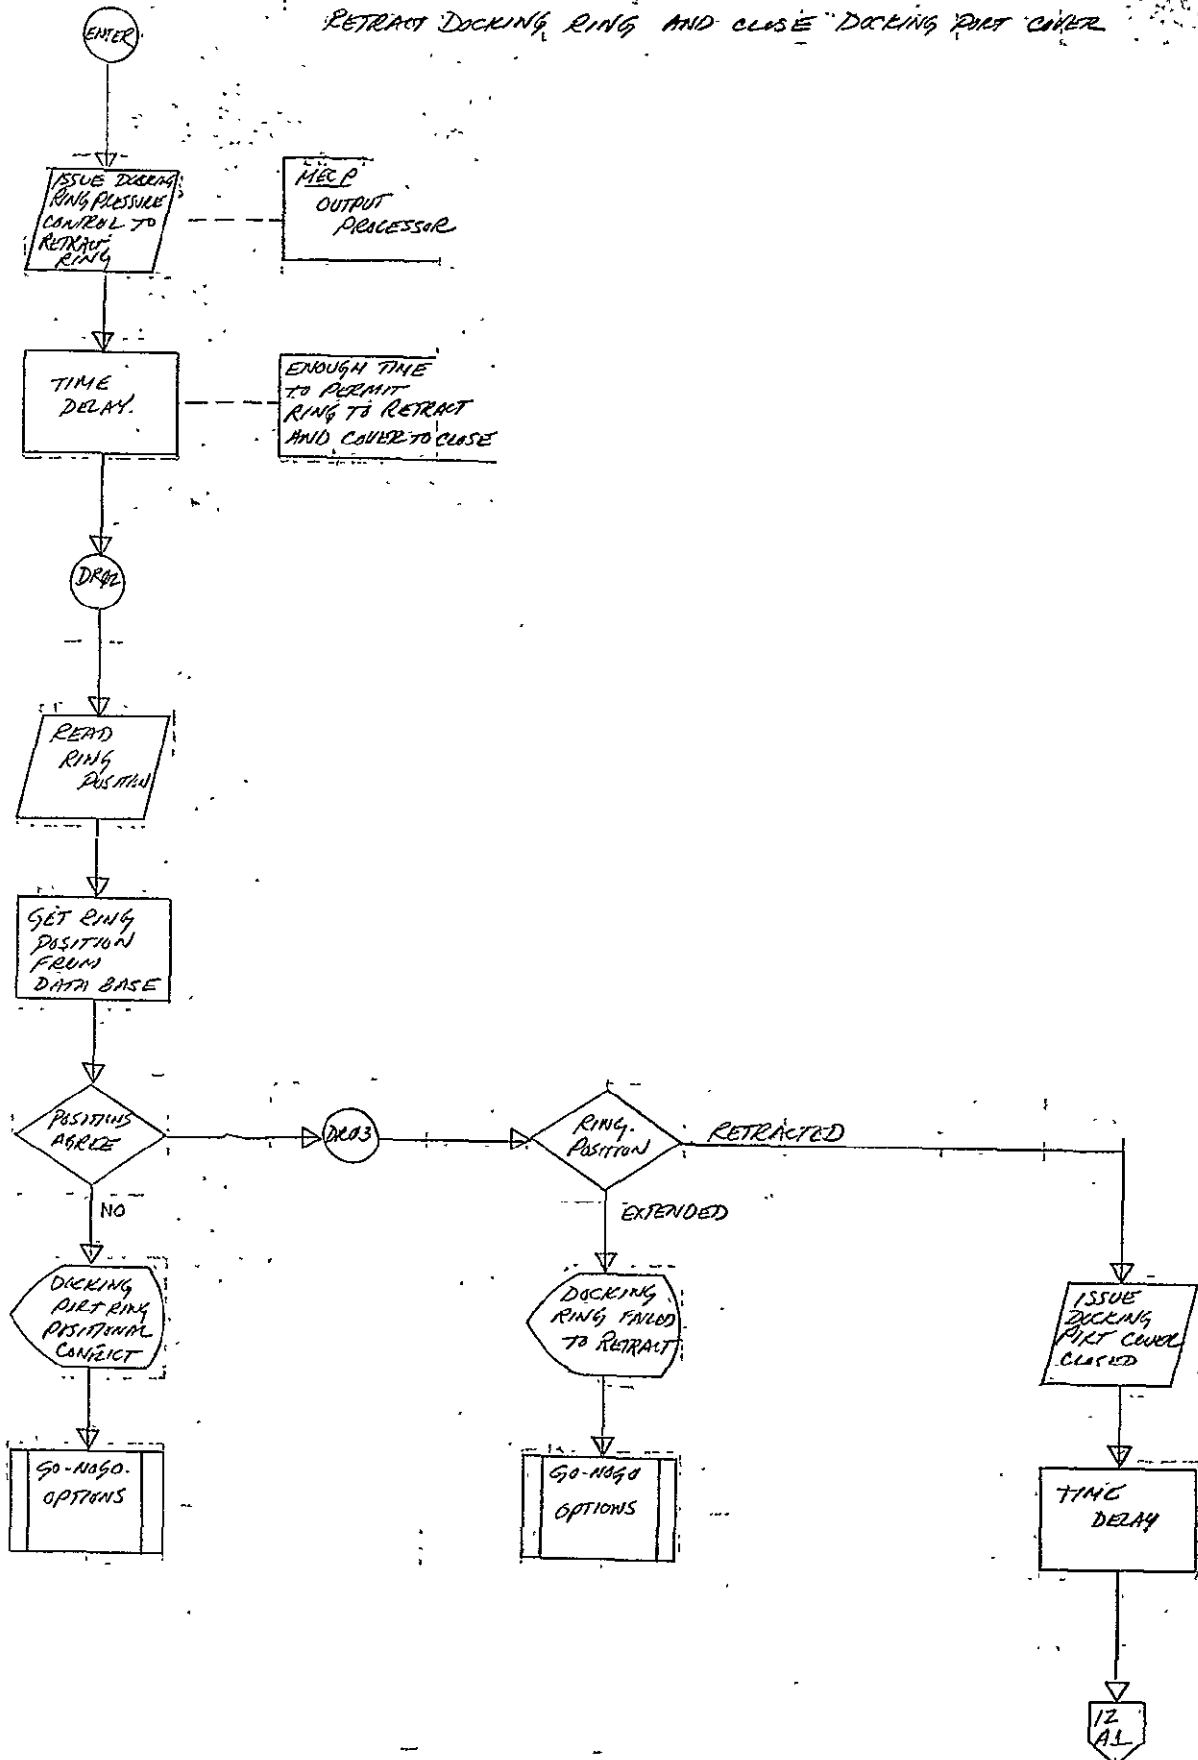 RETRACT DOCKING RING AND CLOSE DOCKING PORT COVER
ENTER
ISSUE DOCKING
RING PRESSURE
CONTROL TO
RETRACT
RING
MECP
OUTPUT
PROCESSOR
TIME
DELAY.
ENOUGH TIME
TO PERMIT
RING TO RETRACT
AND COVER TO CLOSE
DR02
READ
RING
POSITION
GET RING
POSITION
FROM
DATA BASE
POSITIONS
AGREE
DR03
RING
POSITION
RETRACTED
NO
EXTENDED
DOCKING
PORT RING
POSITIONAL
CONFLICT
DOCKING
RING FAILED
TO RETRACT
ISSUE
DOCKING
PORT COVER
CLOSED
GO-NOGO
OPTIONS
GO-NOGO
OPTIONS
TIME
DELAY
12
A1